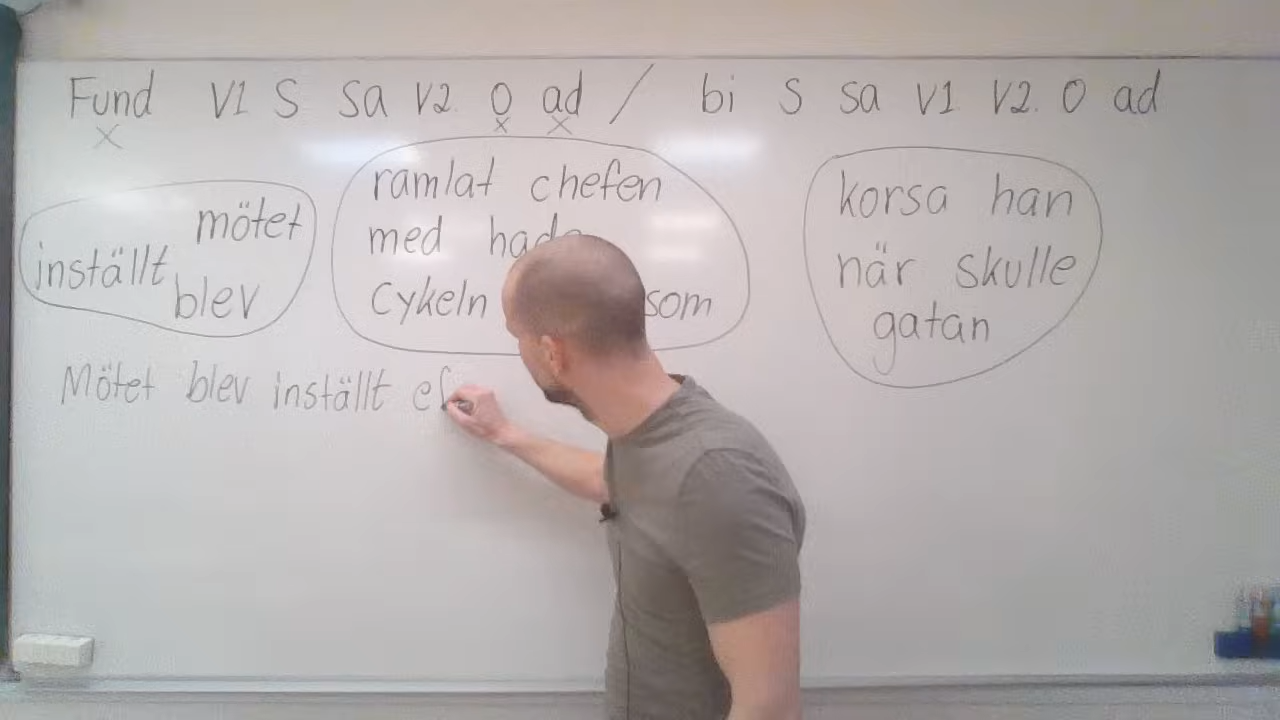 Fund V1 S sa V2. O ad / bi S sa V1 V2. O ad
x x x
mötet
inställt
blev
ramlat chefen
med
cykeln som
korsa han
när skulle
gatan
Mötet blev inställt ef